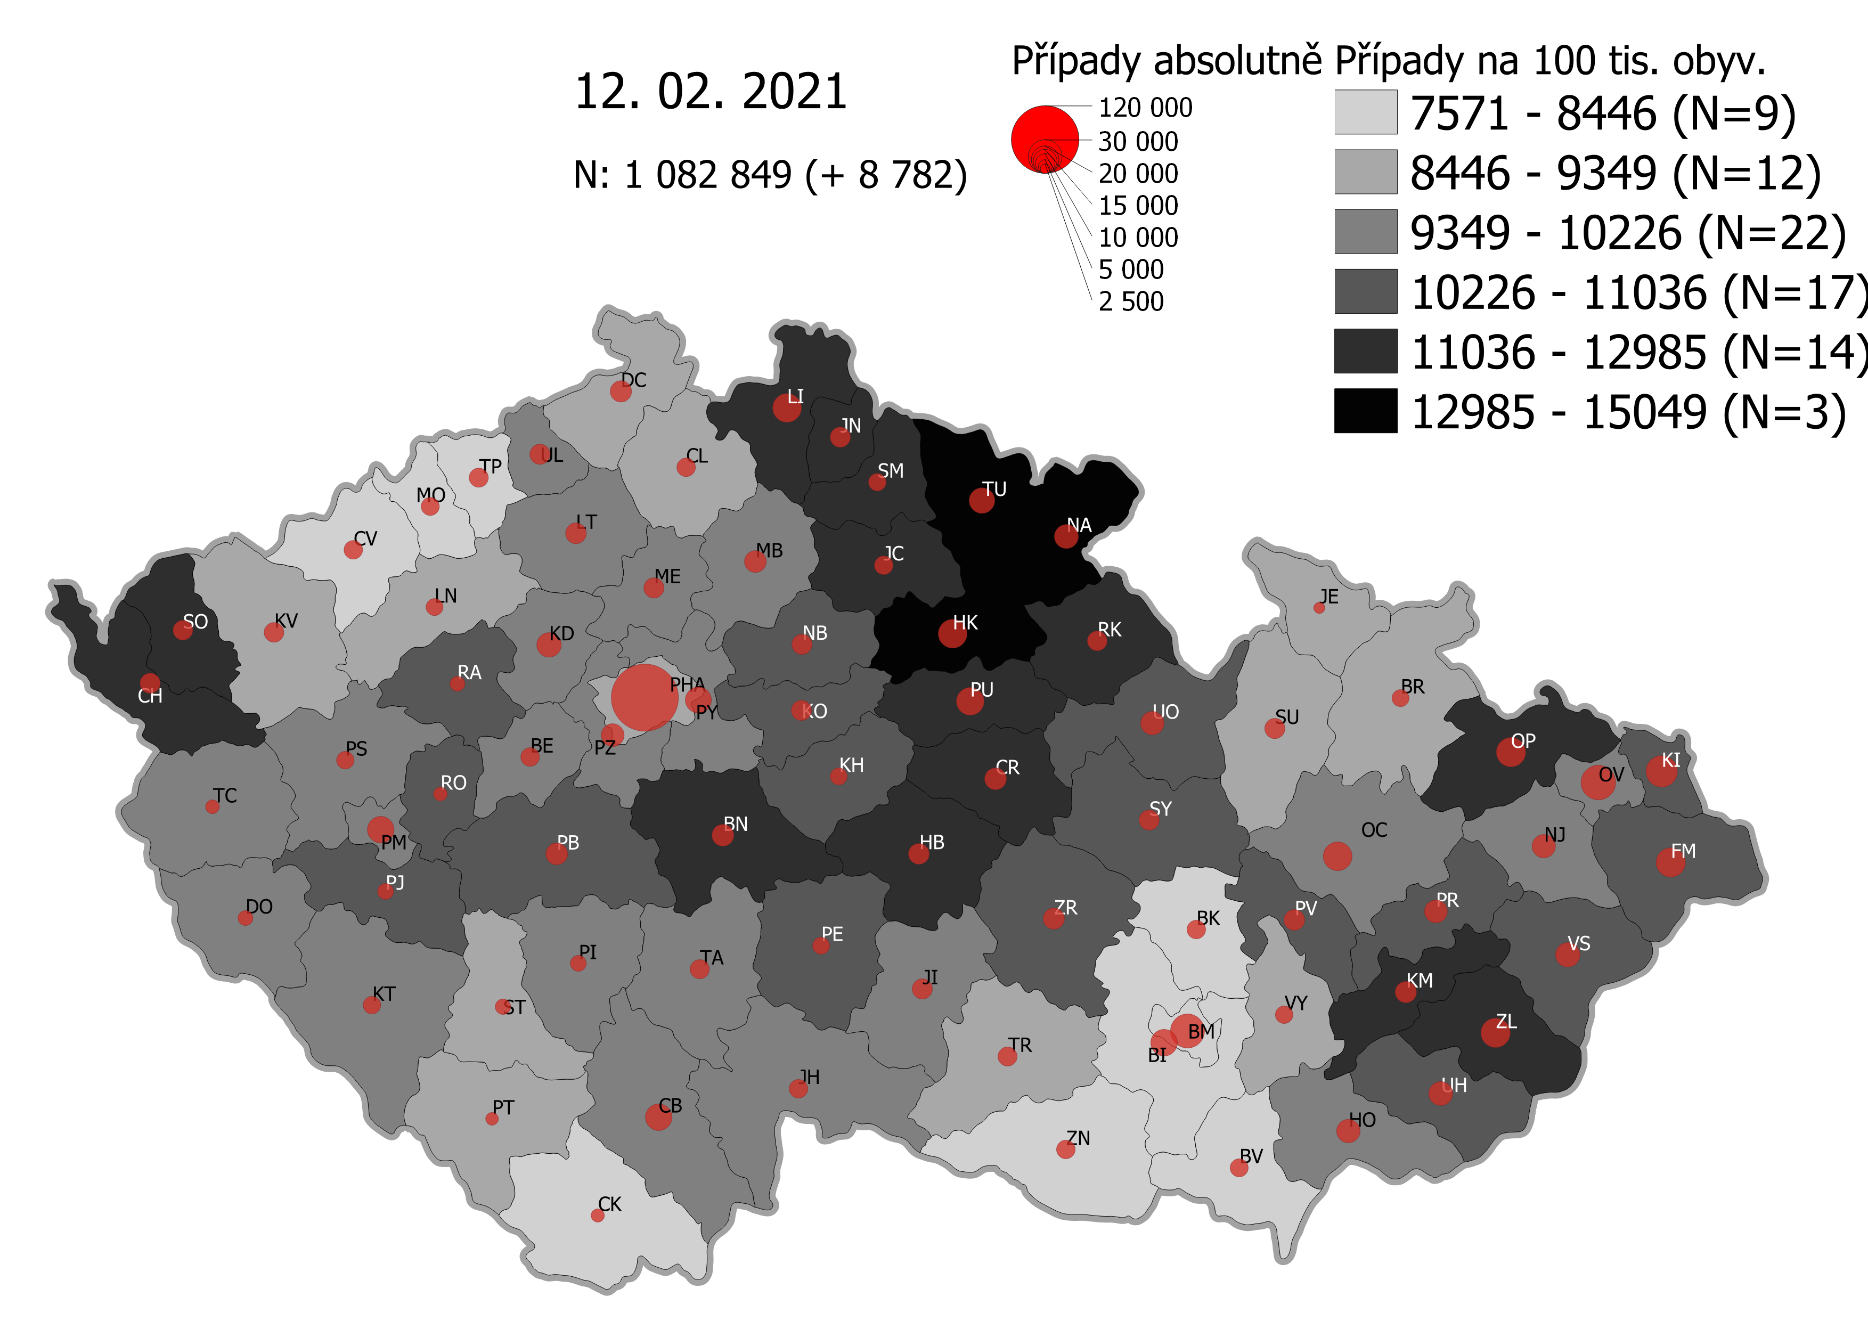 12. 02. 2021
N: 1 082 849 (+ 8 782)
Případy absolutně
120 000
30 000
20 000
15 000
10 000
5 000
2 500
Případy na 100 tis. obyv.
7571 - 8446 (N=9)
8446 - 9349 (N=12)
9349 - 10226 (N=22)
10226 - 11036 (N=17)
11036 - 12985 (N=14)
12985 - 15049 (N=3)
DC
LI
JN
CL
UL
TP
SM
MO
TU
LT
NA
CV
MB
JC
ME
LN
JE
SO
KV
KD
NB
HK
RK
RA
PHA
BR
CH
PU
PY
KO
UO
SU
PS
BE
PZ
OP
KI
RO
KH
CR
OV
TC
SY
PM
PB
BN
HB
OC
NJ
FM
PJ
DO
ZR
BK
PV
PR
PE
VS
PI
TA
JI
KM
KT
ST
VY
ZL
TR
BM
BI
JH
UH
PT
CB
HO
ZN
BV
CK